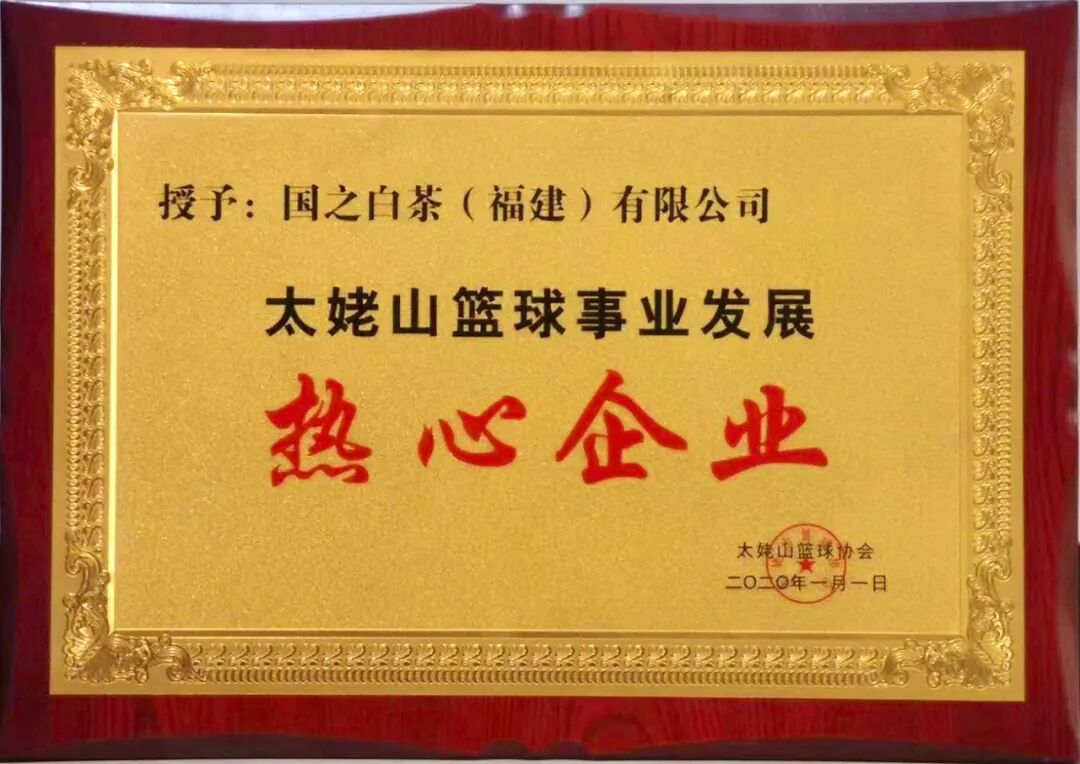 授予：国之白茶（福建）有限公司
太姥山篮球事业发展
热心企业
太姥山篮球协会
二〇二〇年一月一日